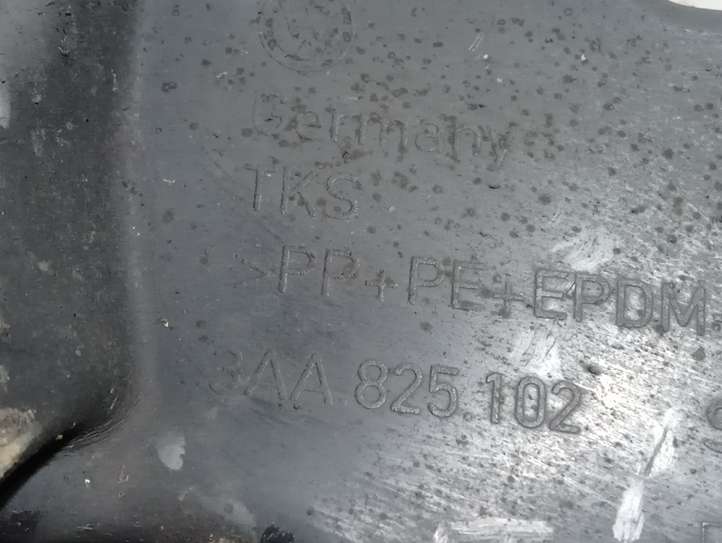 Germany
TKS
>PP+PE+EPDM
3AA 825 102